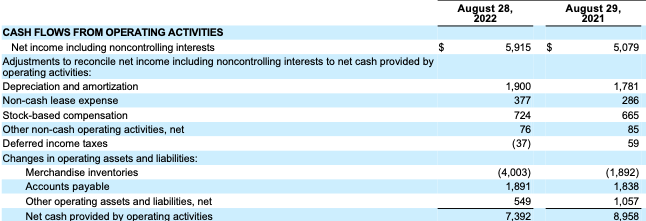 August 28, 2022 August 29, 2021
CASH FLOWS FROM OPERATING ACTIVITIES
Net income including noncontrolling interests $ 5,915 $ 5,079
Adjustments to reconcile net income including noncontrolling interests to net cash provided by
operating activities:
Depreciation and amortization 1,900 1,781
Non-cash lease expense 377 286
Stock-based compensation 724 665
Other non-cash operating activities, net 76 85
Deferred income taxes (37) 59
Changes in operating assets and liabilities:
Merchandise inventories (4,003) (1,892)
Accounts payable 1,891 1,838
Other operating assets and liabilities, net 549 1,057
Net cash provided by operating activities 7,392 8,958